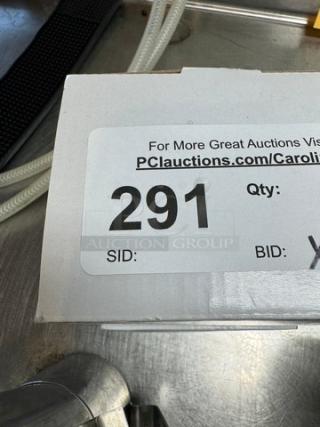 For More Great Auctions Vis
PCIauctions.com/Caroli
291
Qty:
AUCTION GROUP
SID:
BID: